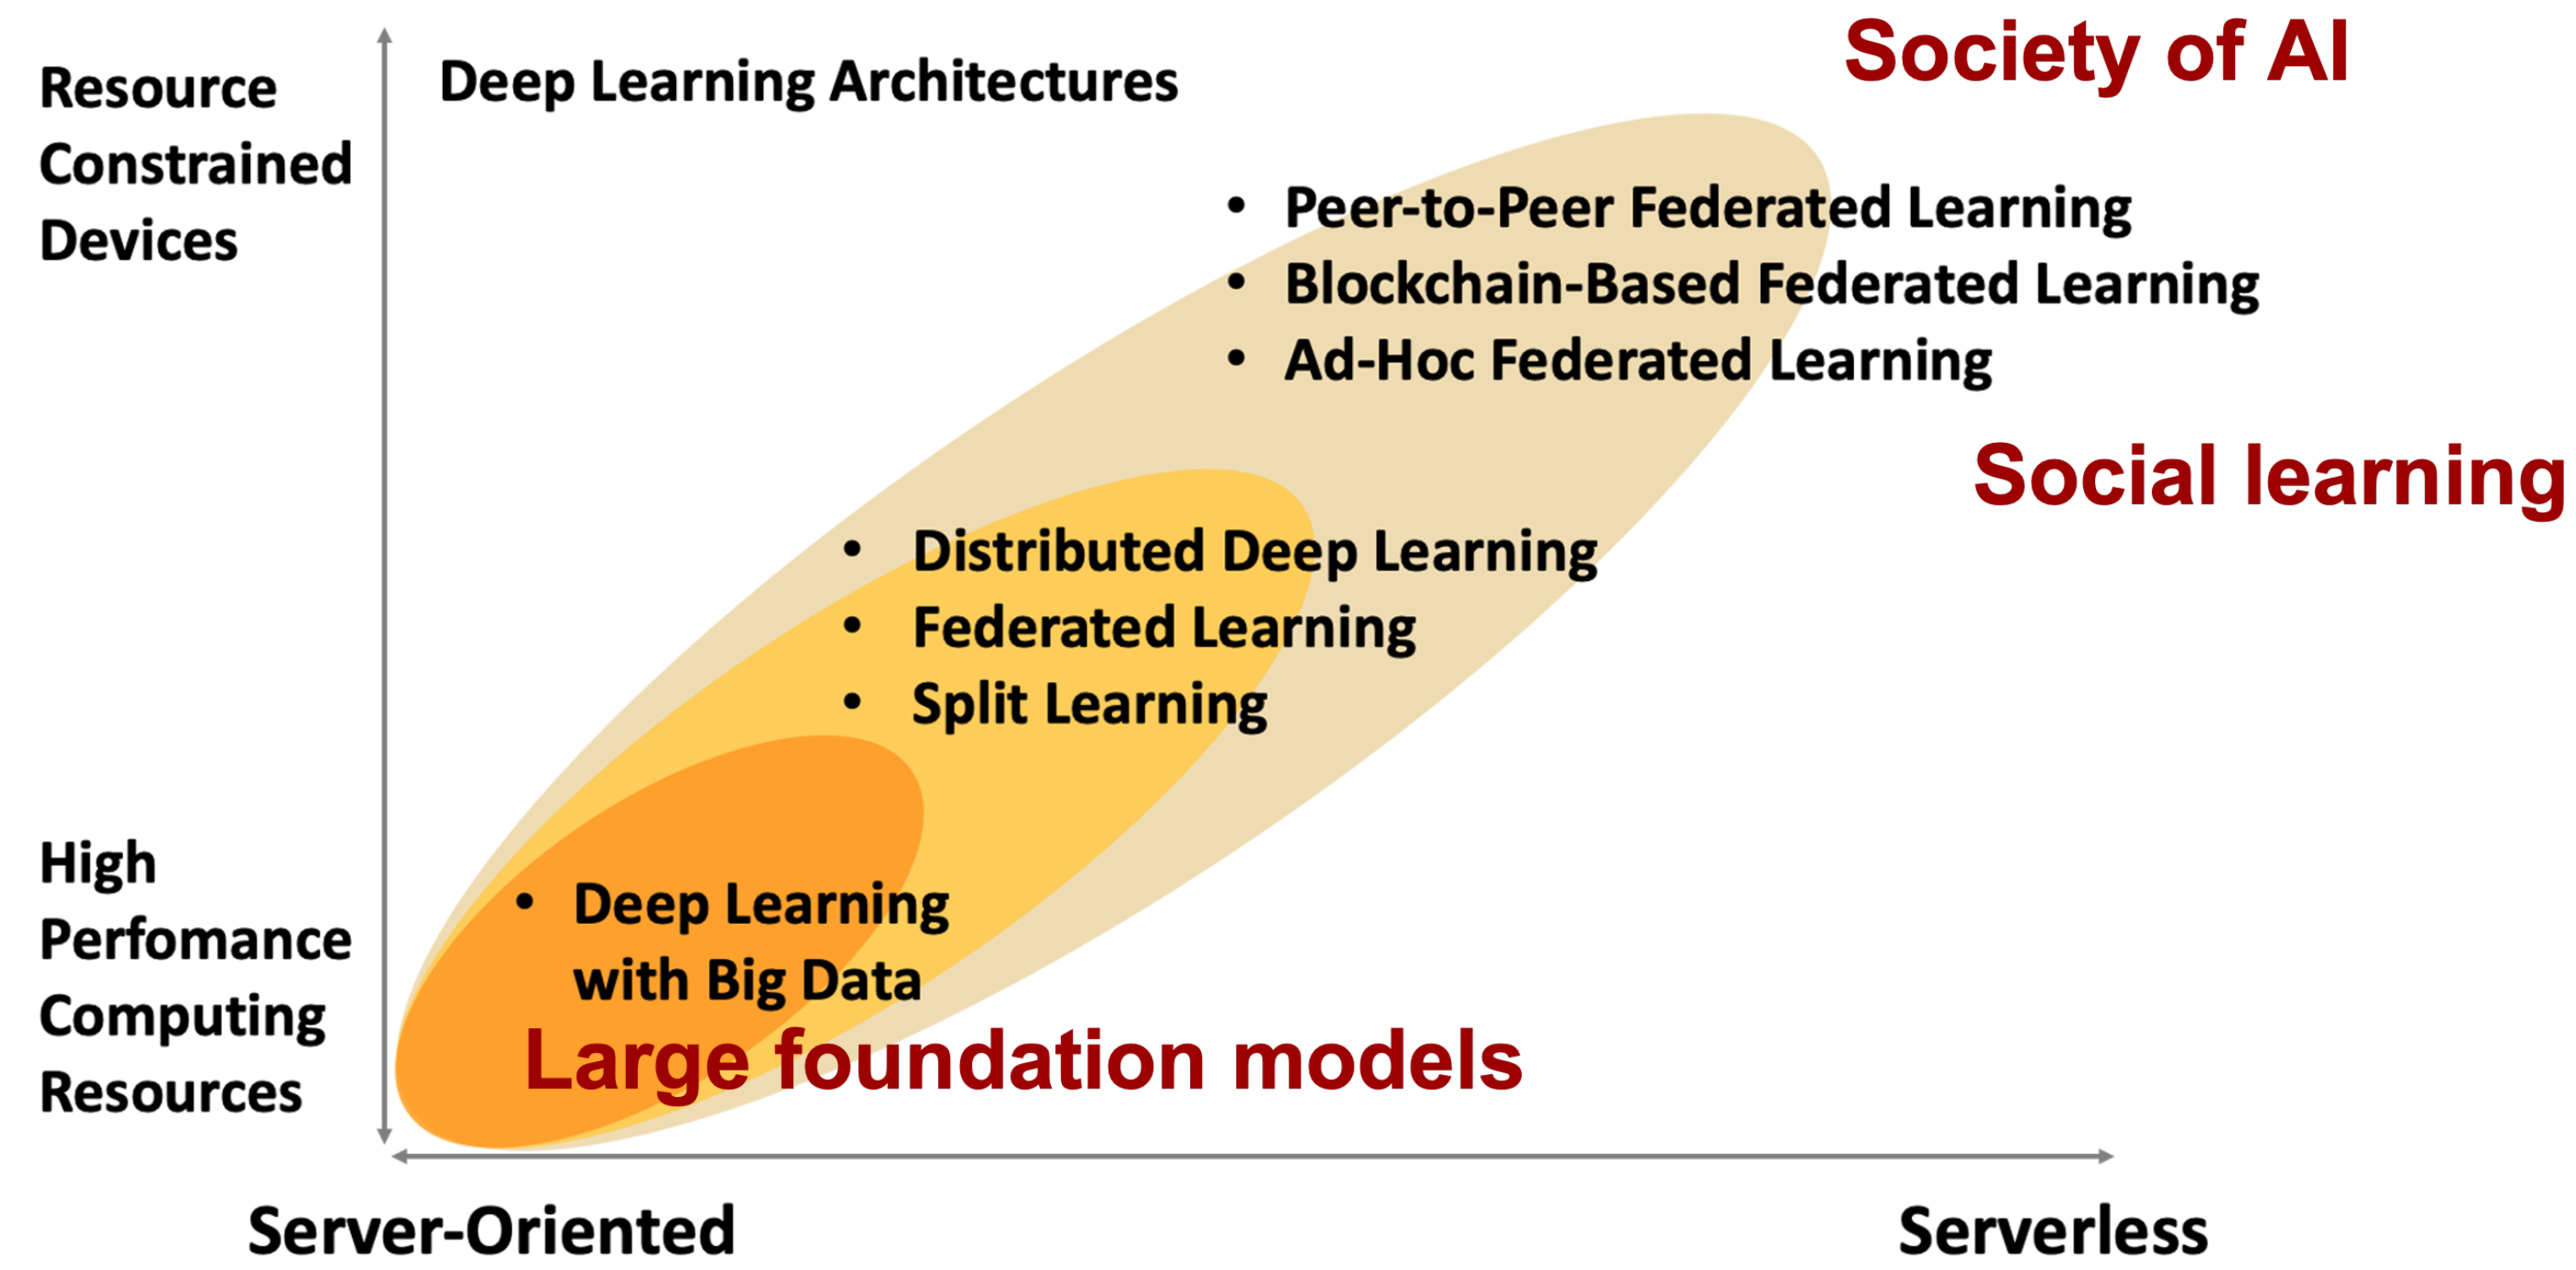 Society of AI
Deep Learning Architectures
Resource
Constrained
Devices
• Peer-to-Peer Federated Learning
• Blockchain-Based Federated Learning
• Ad-Hoc Federated Learning
Social learning
• Distributed Deep Learning
• Federated Learning
• Split Learning
High
Perfomance
Computing
Resources
• Deep Learning
with Big Data
Large foundation models
Server-Oriented
Serverless